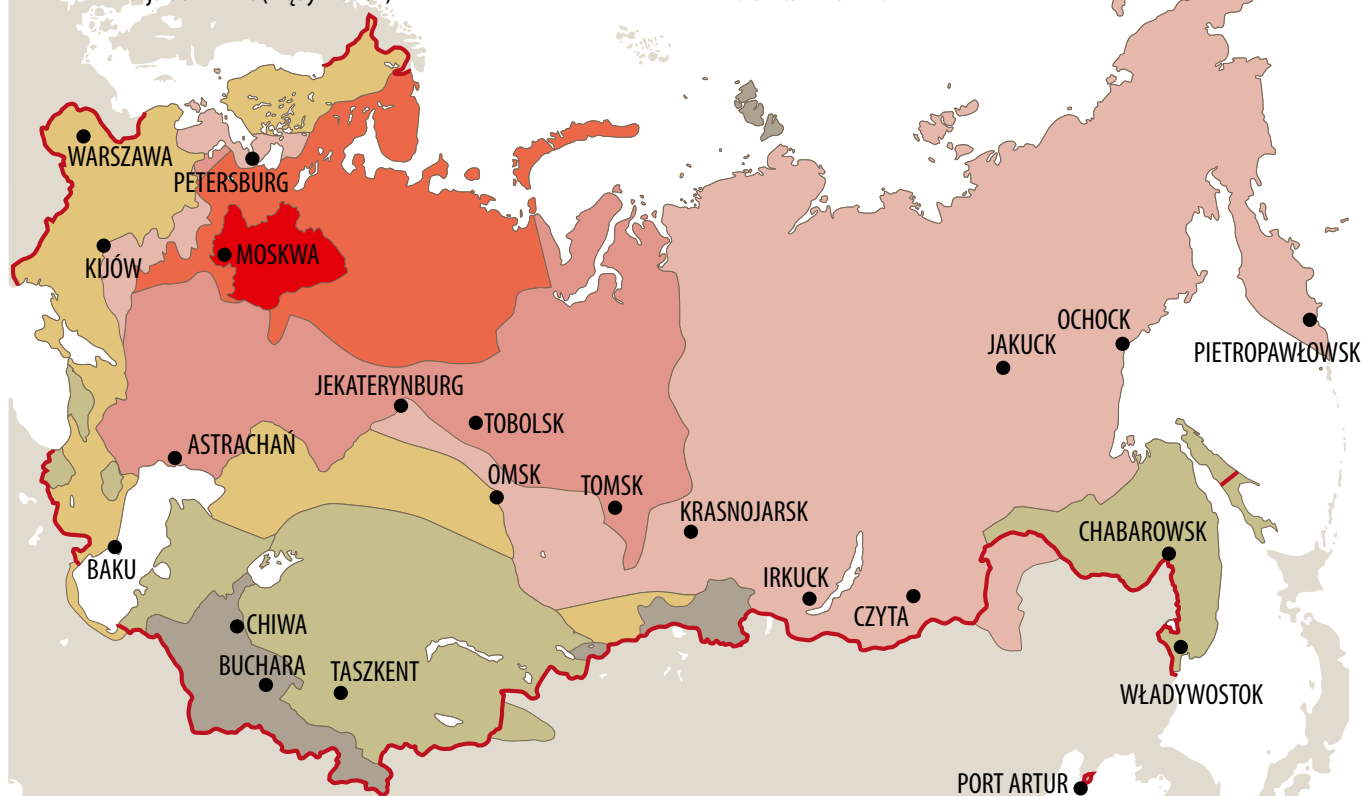 WARSZAWA
PETERSBURG
KIJÓW
MOSKWA
OCHOCK
JAKUCK
PIETROPAWŁOWSK
JEKATERYNBURG
TOBOLSK
ASTRACHAŃ
OMSK
TOMSK
KRASNOJARSK
CHABAROWSK
BAKU
IRKUCK
CZYTA
CHIWA
BUCHARA
TASZKENT
WŁADYWOSTOK
PORT ARTUR